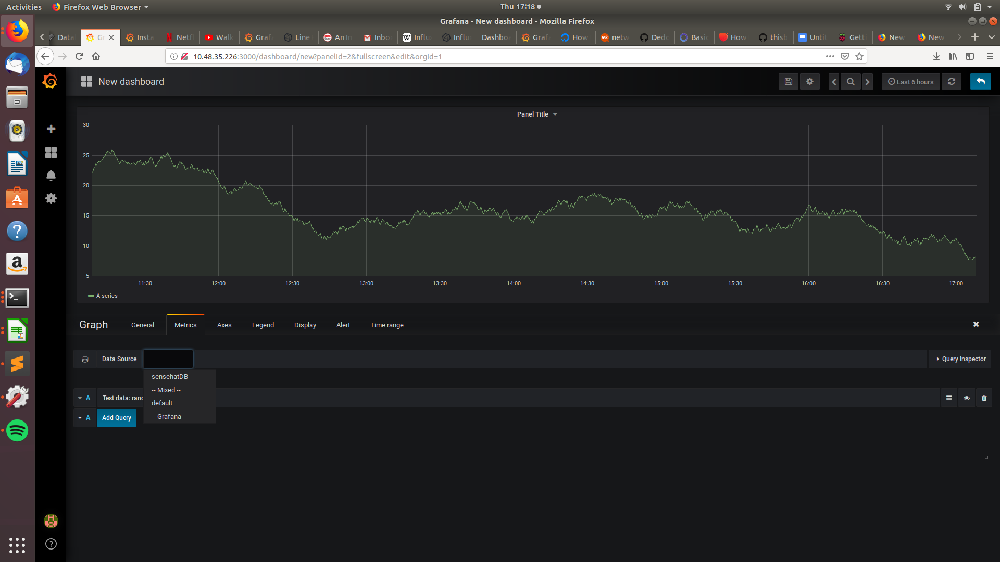 Activities Firefox Web Browser Thu 17:18
Grafana - New dashboard - Mozilla Firefox
Data Gr Insta Netf Walk Grafa Line An In Inbo Influ Influ Dashbo Grafa How netw Dedo Basic How thisb Untit Getti New New
10.48.35.226:3000/dashboard/new?panelId=2&fullscreen&edit&orgId=1
New dashboard Last 6 hours
Panel Title
30
25
20
15
10
5
11:30 12:00 12:30 13:00 13:30 14:00 14:30 15:00 15:30 16:00 16:30 17:00
A-series
Graph General Metrics Axes Legend Display Alert Time range
Data Source Query Inspector
sensehatDB
-- Mixed --
default
-- Grafana --
A Test data: ranc
A Add Query